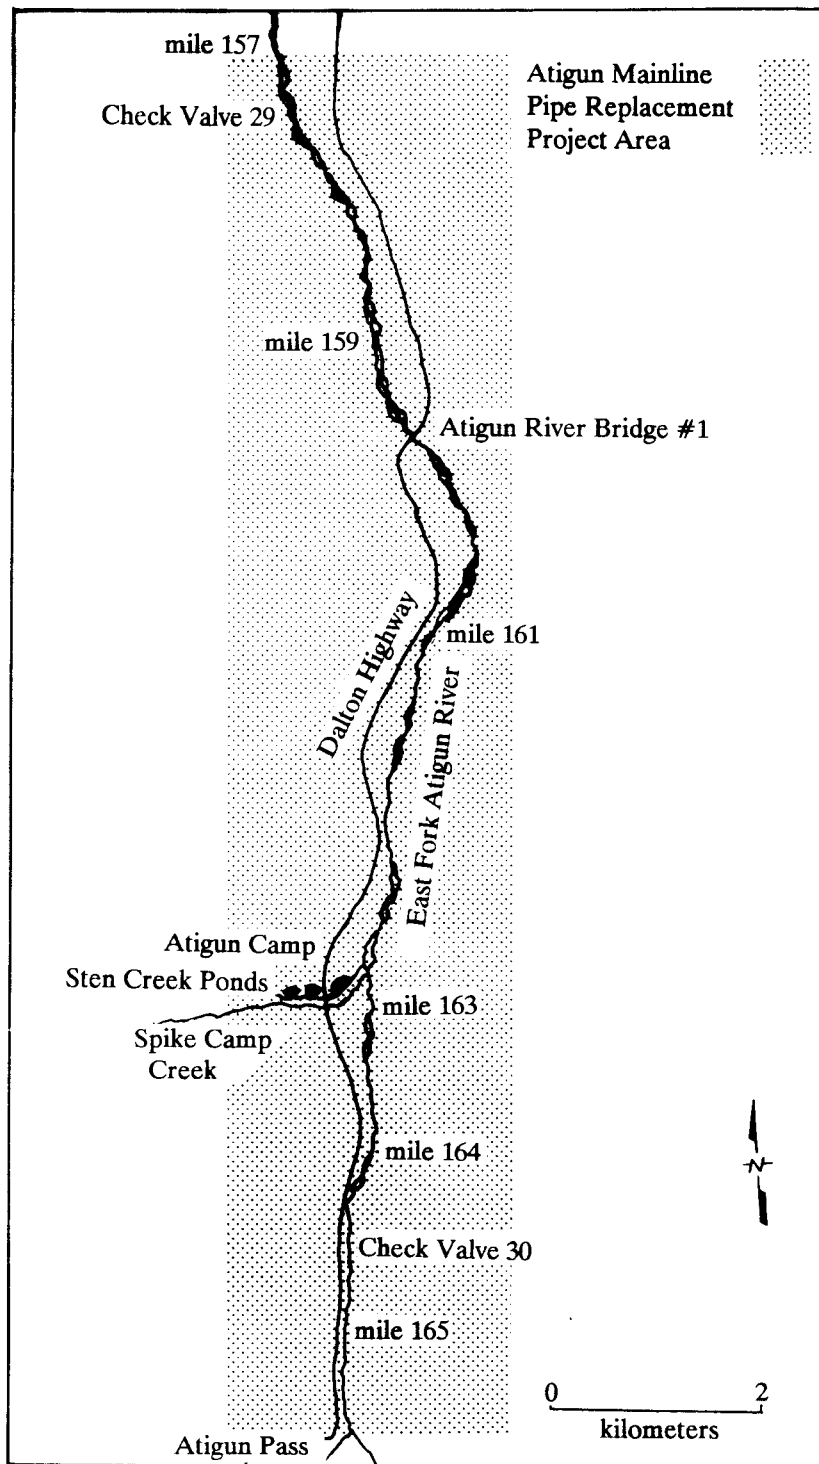 mile 157
Atigun Mainline
Pipe Replacement
Project Area
Check Valve 29
mile 159
Atigun River Bridge #1
mile 161
Dalton Highway
East Fork Atigun River
Atigun Camp
Sten Creek Ponds
mile 163
Spike Camp
Creek
mile 164
N
Check Valve 30
mile 165
0 2
kilometers
Atigun Pass